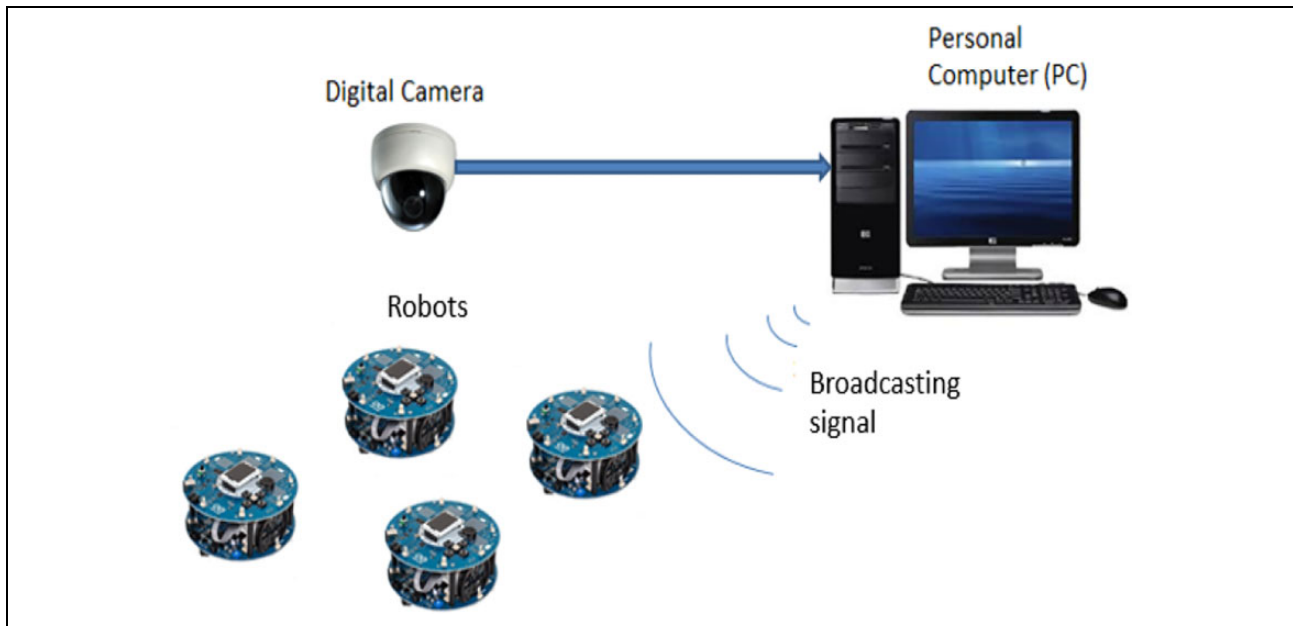 Digital Camera
Personal
Computer (PC)
Robots
Broadcasting
signal